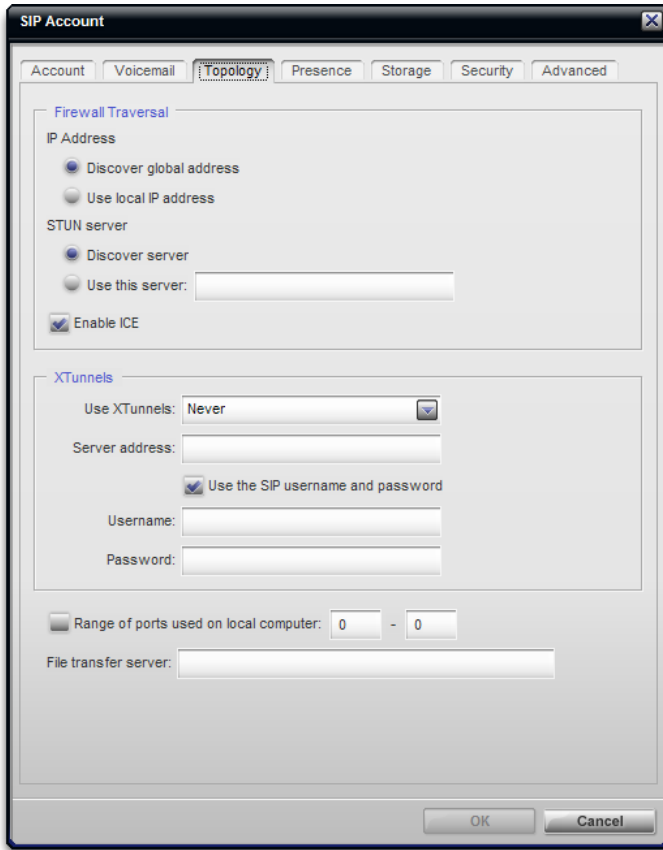 SIP Account
Account Voicemail Topology Presence Storage Security Advanced
Firewall Traversal
IP Address
Discover global address
Use local IP address
STUN server
Discover server
Use this server:
Enable ICE
XTunnels
Use XTunnels: Never
Server address:
Use the SIP username and password
Username:
Password:
Range of ports used on local computer: 0 - 0
File transfer server:
OK Cancel